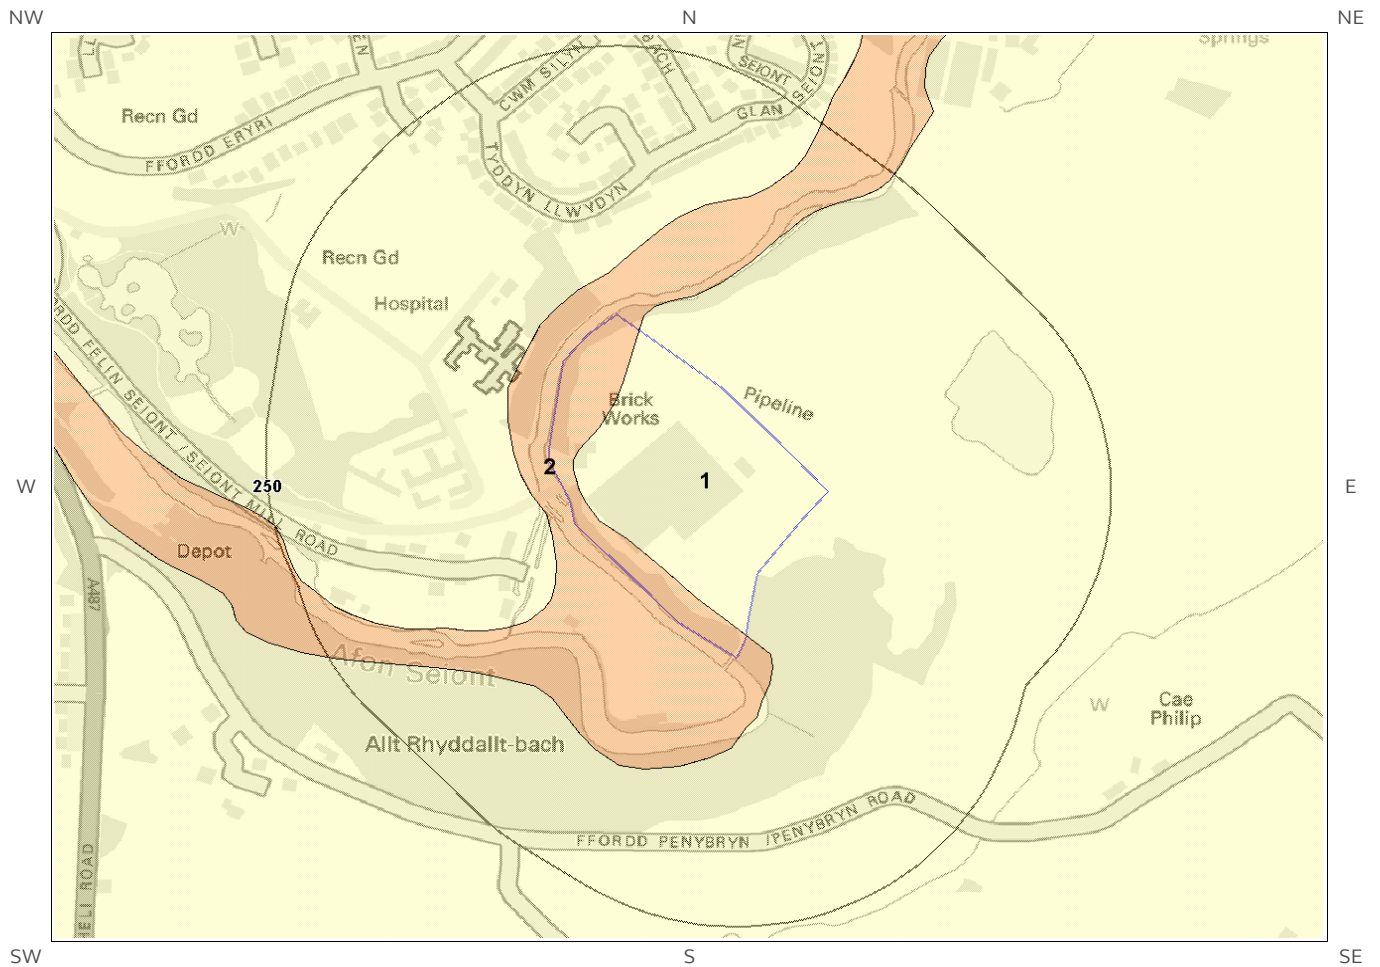 NW
N
NE
Springs
CWM SILYN
SEIONT
SEIONT
GLAN
Recn Gd
FFORDD ERYRI
TYDDYN LLWYDYN
W
Recn Gd
Hospital
FELIN SEIONT / SEIONT MILL ROAD
Brick
Works
Pipeline
W
250
2
1
E
Depot
A487
Afon Seiont
Allt Rhyddallt-bach
W
Cae
Philip
FFORDD PENYBRYN / PENYBRYN ROAD
HELI ROAD
SW
S
SE